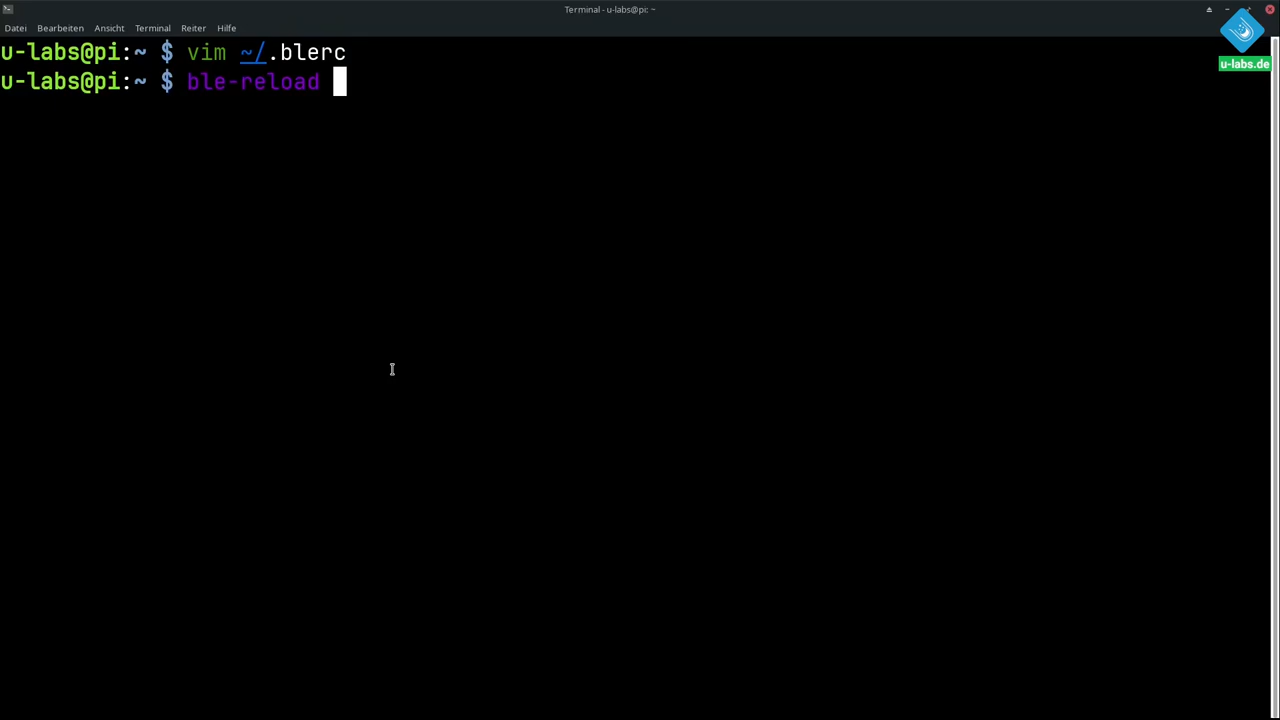 Terminal - u-labs@pi: ~
Datei Bearbeiten Ansicht Terminal Reiter Hilfe
u-labs@pi:~ $ vim ~/.blerc
u-labs@pi:~ $ ble-reload
u-labs.de